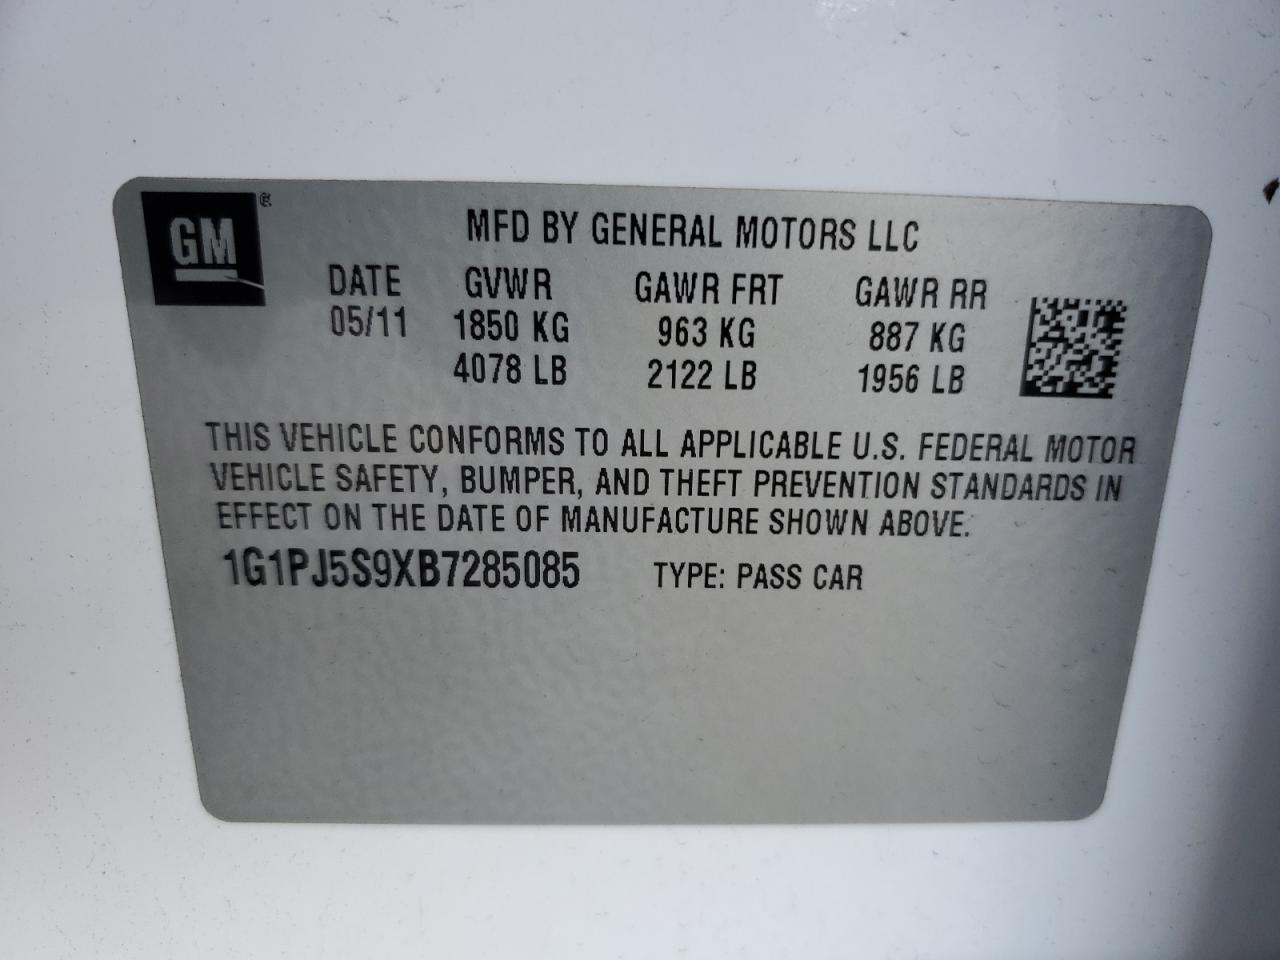 GM ®
MFD BY GENERAL MOTORS LLC
DATE GVWR GAWR FRT GAWR RR
05/11 1850 KG 963 KG 887 KG
4078 LB 2122 LB 1956 LB
THIS VEHICLE CONFORMS TO ALL APPLICABLE U.S. FEDERAL MOTOR
VEHICLE SAFETY, BUMPER, AND THEFT PREVENTION STANDARDS IN
EFFECT ON THE DATE OF MANUFACTURE SHOWN ABOVE.
1G1PJ5S9XB7285085 TYPE: PASS CAR